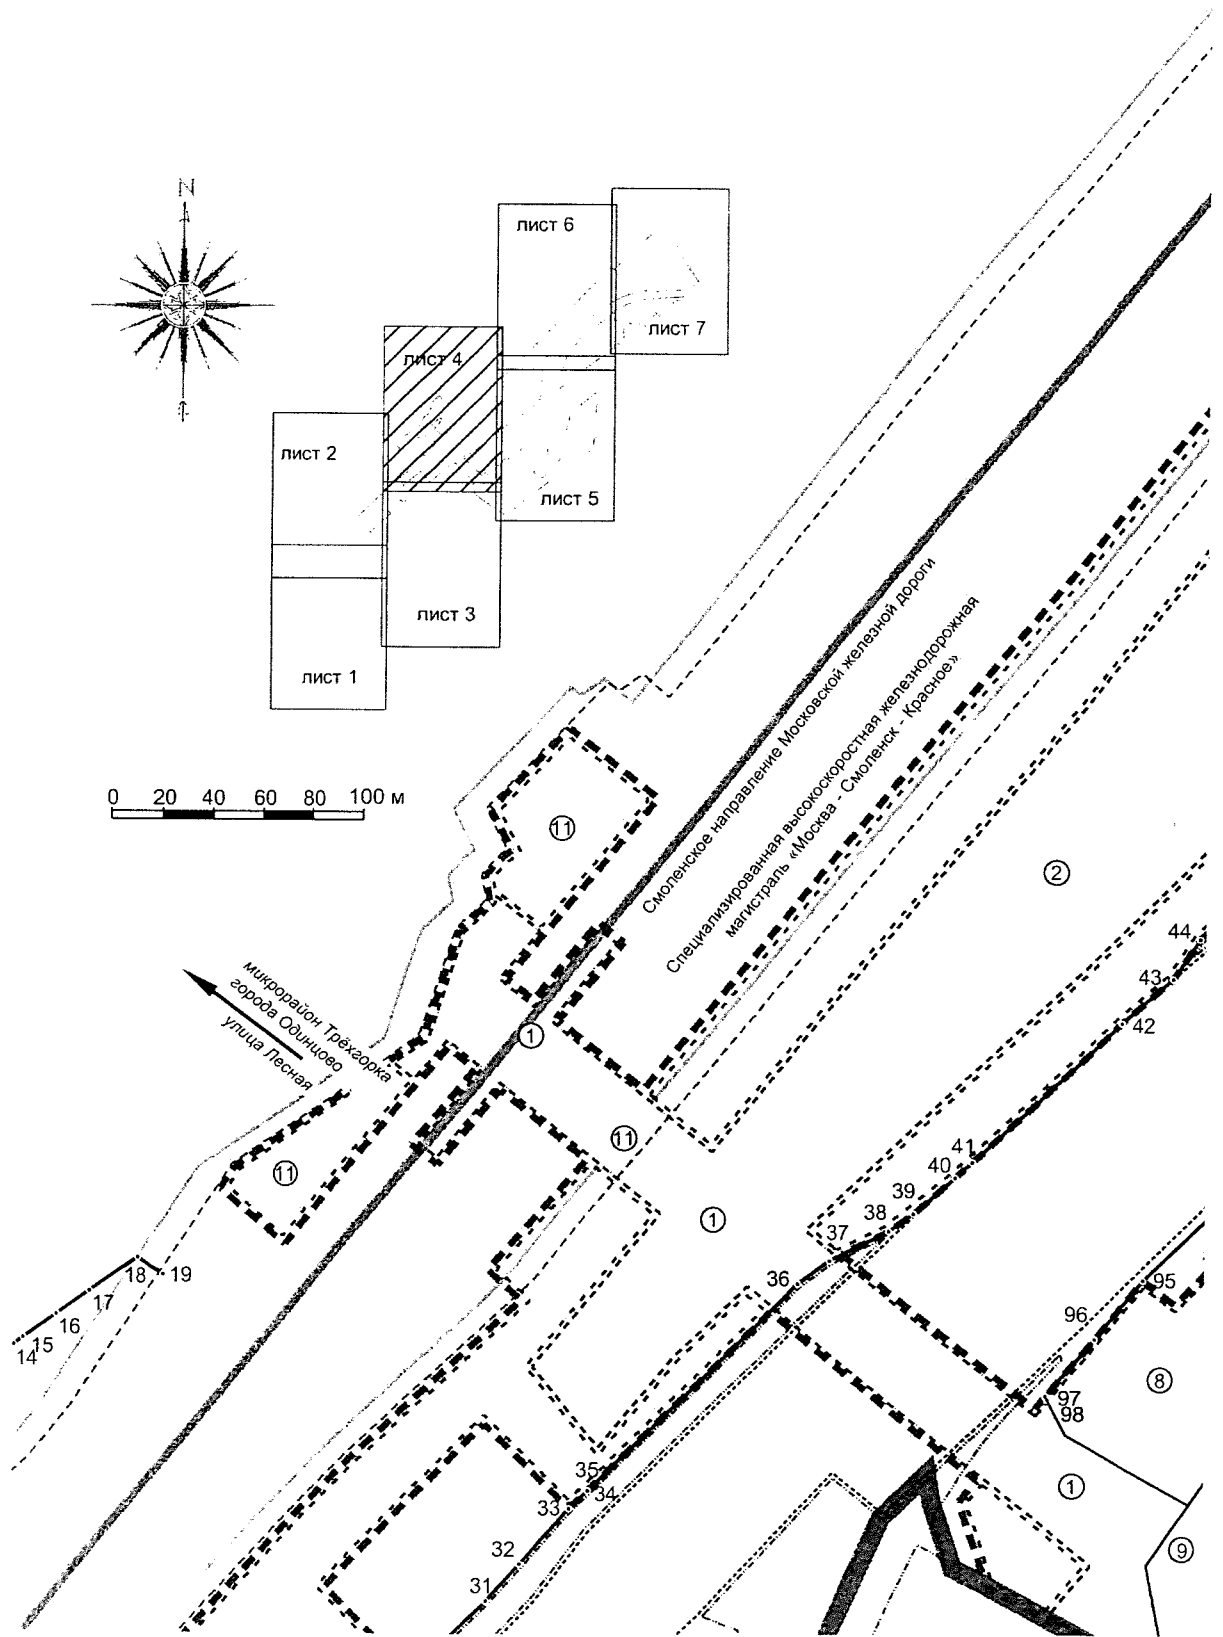 N
лист 6
лист 7
лист 4
лист 2
лист 5
лист 3
лист 1
0 20 40 60 80 100 м
11
Смоленское направление Московской железной дороги
Специализированная высокоскоростная железнодорожная
магистраль «Москва - Смоленск - Красное»
2
44
43
42
микрорайон Трёхгорка
города Одинцово
улица Лесная
1
11
41
40
11
39
1
38
37
18
19
36
95
17
96
16
15
14
8
97
98
35
34
1
33
32
9
31